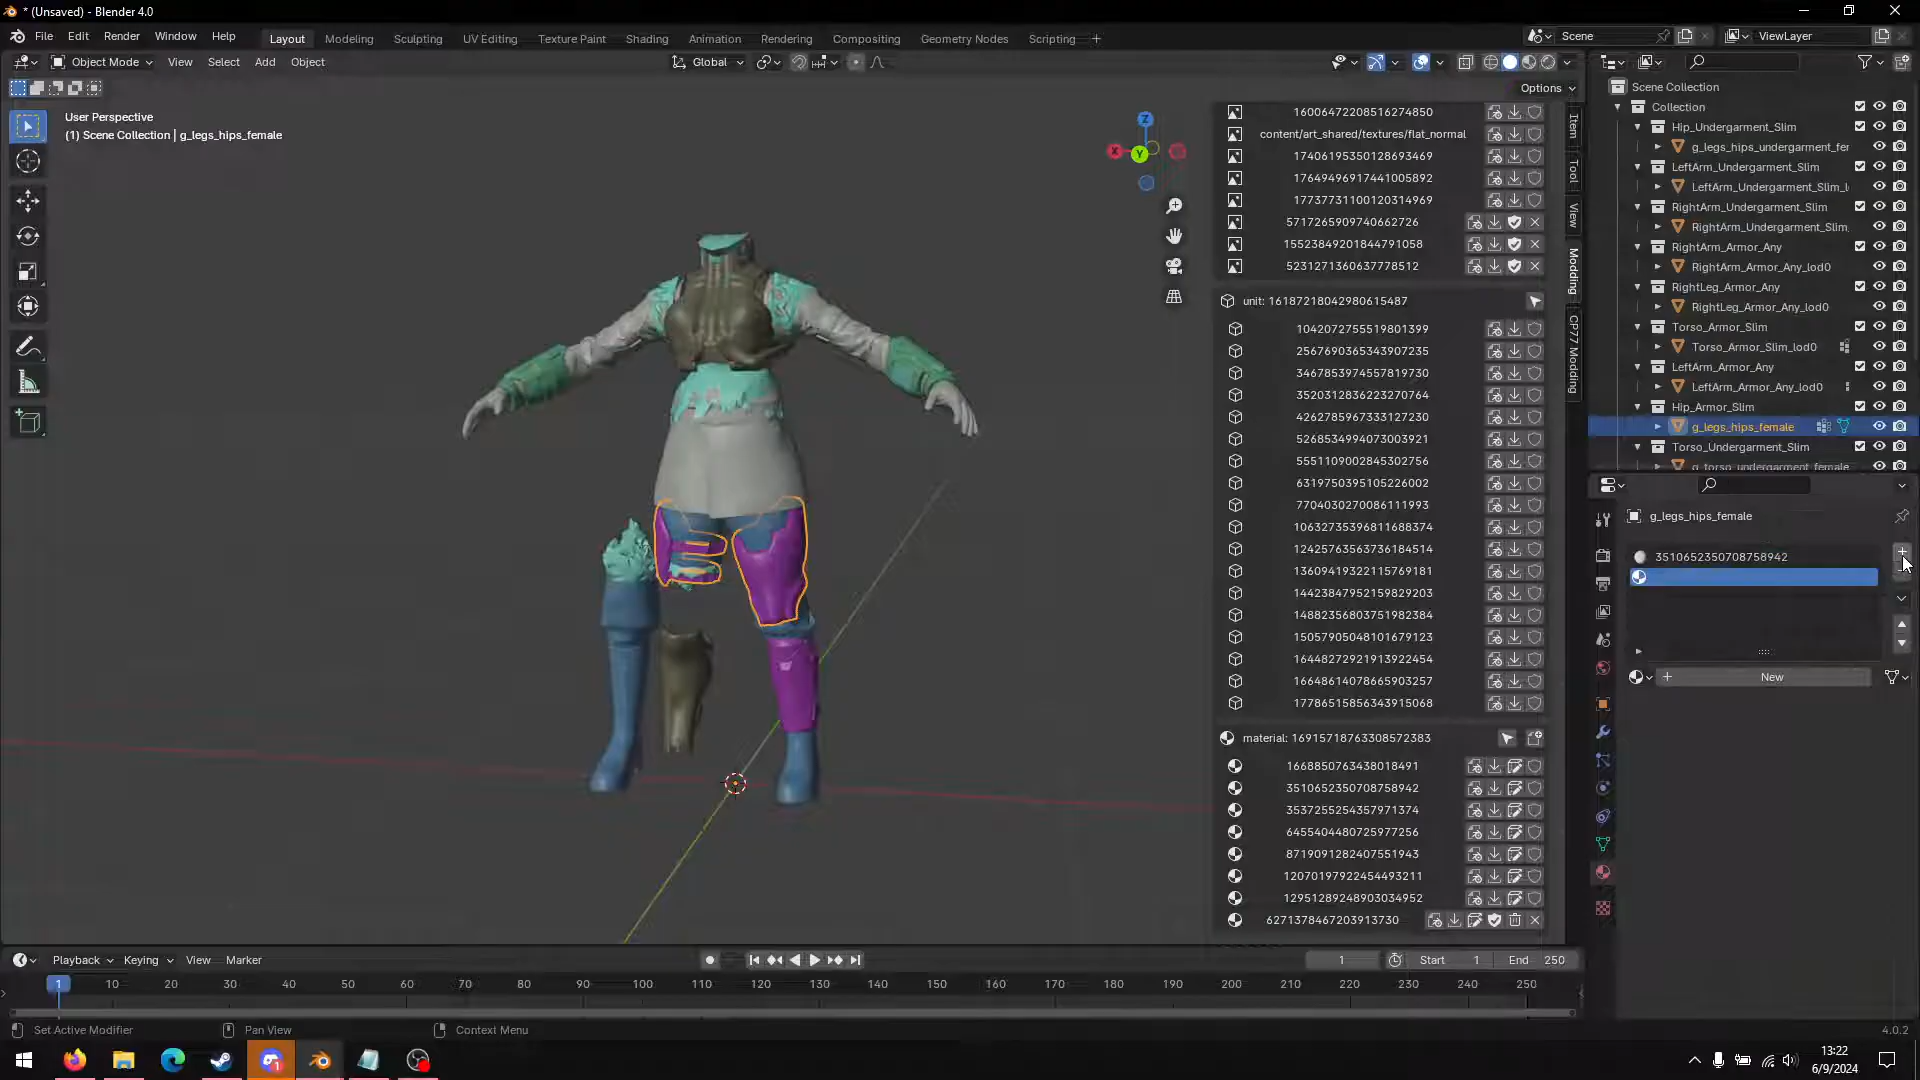 * (Unsaved) - Blender 4.0
File Edit Render Window Help
Layout Modeling Sculpting UV Editing Texture Paint Shading Animation Rendering Compositing Geometry Nodes Scripting
Scene
ViewLayer
Object Mode View Select Add Object
Global
Options
User Perspective
(1) Scene Collection | g_legs_hips_female
Z
X
Y
16006472208516274850
content/art_shared/textures/flat_normal
17406195350128693469
17649496917441005892
17737731100120314969
5717265909740662726
15523849201844791058
5231271360637778512
unit: 16187218042980615487
1042072755519801399
2567690365343907235
3467853974557819730
3520312836223270764
4262785967333127230
5268534994073003921
5551109002845302756
6319750395105226002
7704030270086111993
10632735396811688374
12425763563736184514
13609419322115769181
14423847952159829203
14882356803751982384
15057905048101679123
16448272921913922454
16648614078665903257
17786515856343915068
material: 16915718763308572383
1668850763438018491
3510652350708758942
3537255254357971374
6455404480725977256
8719091282407551943
12070197922454493211
12951289248903034952
6271378467203913730
Item
Tool
View
Modding
CP77 Modding
Scene Collection
Collection
Hip_Undergarment_Slim
g_legs_hips_undergarment_fer
LeftArm_Undergarment_Slim
LeftArm_Undergarment_Slim_l
RightArm_Undergarment_Slim
RightArm_Undergarment_Slim_
RightArm_Armor_Any
RightArm_Armor_Any_lod0
RightLeg_Armor_Any
RightLeg_Armor_Any_lod0
Torso_Armor_Slim
Torso_Armor_Slim_lod0
LeftArm_Armor_Any
LeftArm_Armor_Any_lod0
Hip_Armor_Slim
g_legs_hips_female
Torso_Undergarment_Slim
g_torso_undergarment_female
g_legs_hips_female
3510652350708758942
New
Playback Keying View Marker
1
Start 1
End 250
1 10 20 30 40 50 60 70 80 90 100 110 120 130 140 150 160 170 180 190 200 210 220 230 240 250
Set Active Modifier
Pan View
Context Menu
4.0.2
1
13:22
6/9/2024